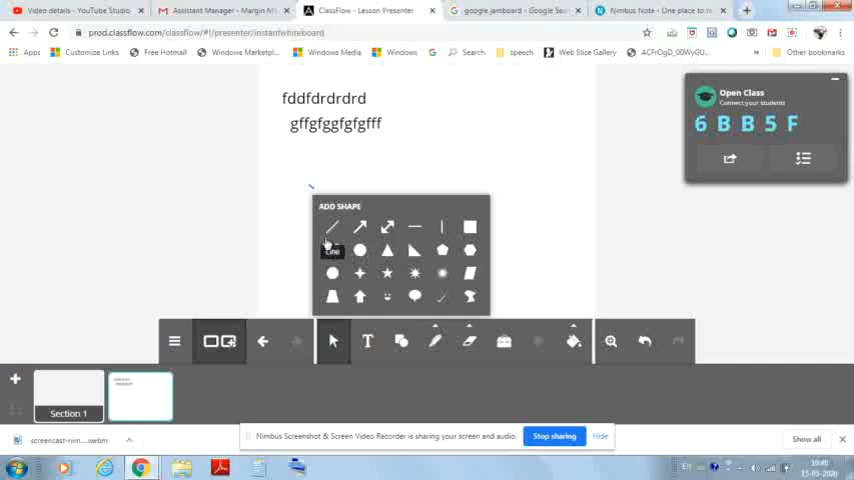 Video details - YouTube Studio
Assistant Manager - Margin M
ClassFlow - Lesson Presenter
google jamboard - Google Sea
Nimbus Note - One place to m
prod.classflow.com/classflow/#!/presenter/instantwhiteboard
Apps
Customize Links
Free Hotmail
Windows Marketplac
Windows Media
Windows
Search
speech
Web Slice Gallery
Other bookmarks
fddfdrdrdrd
gffgfggfgfgfff
Open Class
Connect your students
6 B B 5 F
ADD SHAPE
Line
T
Section 1
screencast-nim....webm
Nimbus Screenshot & Screen Video Recorder is sharing your screen and audio.
Stop sharing
Hide
Show all
EN
10:40
15-05-2020